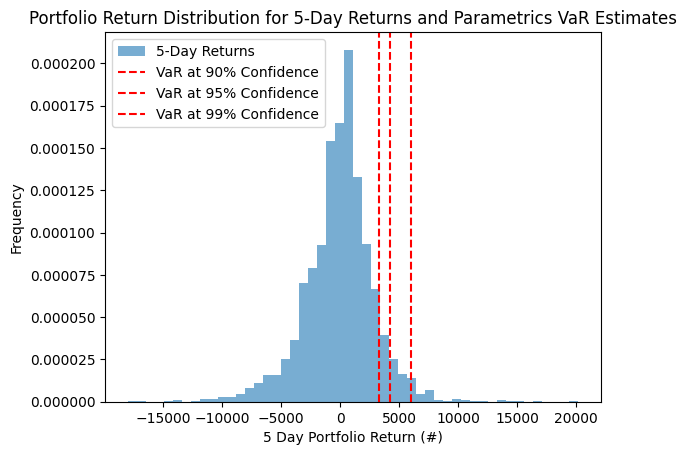 Portfolio Return Distribution for 5-Day Returns and Parametrics VaR Estimates
5-Day Returns
VaR at 90% Confidence
VaR at 95% Confidence
VaR at 99% Confidence
0.000200
0.000175
0.000150
0.000125
0.000100
0.000075
0.000050
0.000025
0.000000
Frequency
−15000 −10000 −5000 0 5000 10000 15000 20000
5 Day Portfolio Return (#)